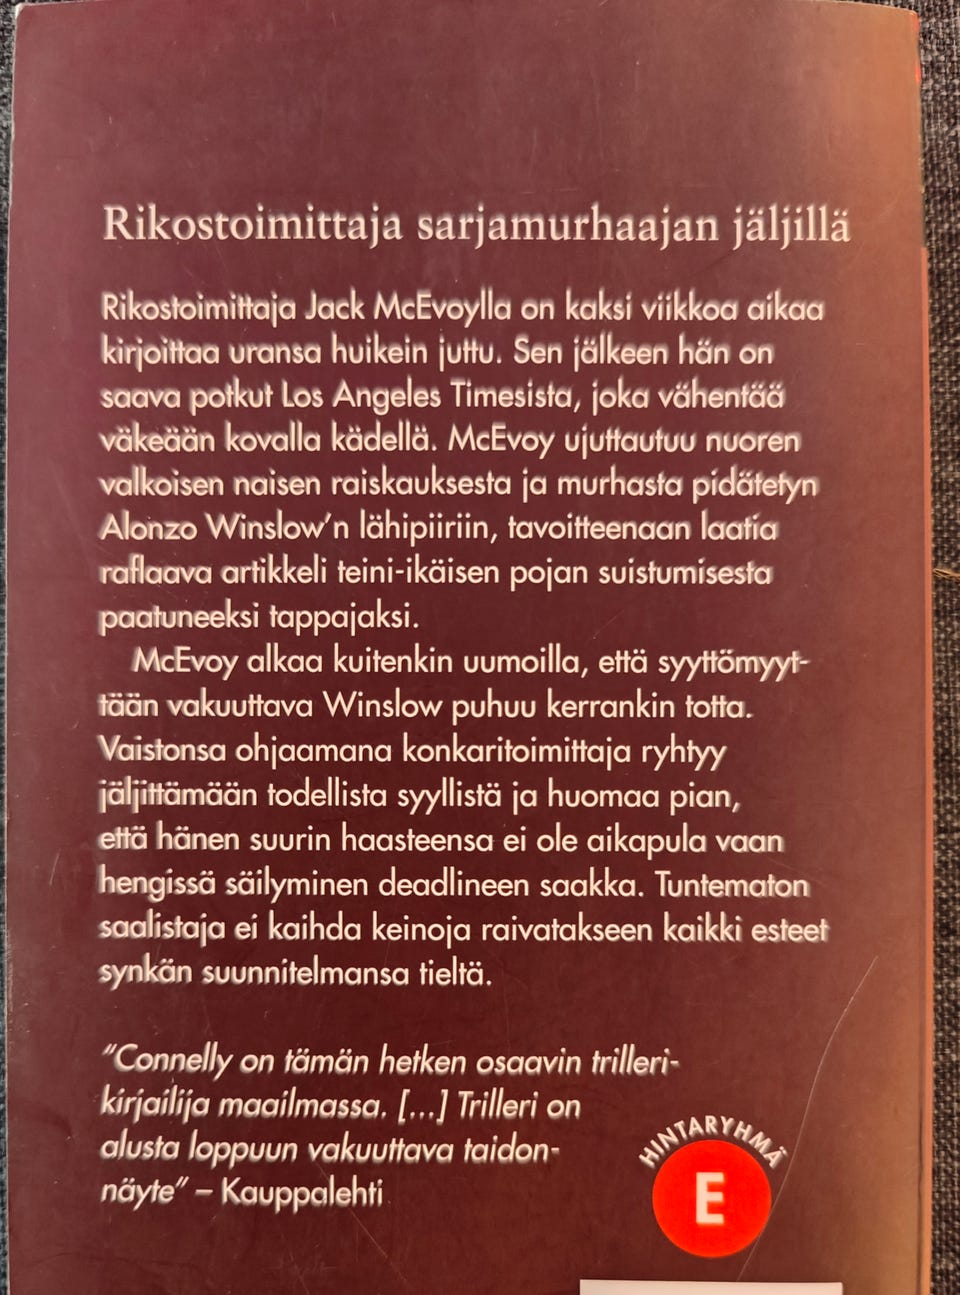 Rikostoimittaja sarjamurhaajan jäljillä
Rikostoimittaja Jack McEvoylla on kaksi viikkoa aikaa
kirjoittaa uransa huikein juttu. Sen jälkeen hän on
saava potkut Los Angeles Timesista, joka vähentää
väkeään kovalla kädellä. McEvoy ujuttautuu nuoren
valkoisen naisen raiskauksesta ja murhasta pidätetyn
Alonzo Winslow’n lähipiiriin, tavoitteenaan laatia
raflaava artikkeli teini-ikäisen pojan suistumisesta
paatuneeksi tappajaksi.
McEvoy alkaa kuitenkin uumoilla, että syyttömyyt-
tään vakuuttava Winslow puhuu kerrankin totta.
Vaistonsa ohjaamana konkaritoimittaja ryhtyy
jäljittämään todellista syyllistä ja huomaa pian,
että hänen suurin haasteensa ei ole aikapula vaan
hengissä säilyminen deadlineen saakka. Tuntematon
saalistaja ei kaihda keinoja raivatakseen kaikki esteet
synkän suunnitelmansa tieltä.
”Connelly on tämän hetken osaavin trilleri-
kirjailija maailmassa. [...] Trilleri on
alusta loppuun vakuuttava taidon-
näyte” – Kauppalehti
HINTARYHMÄ
E